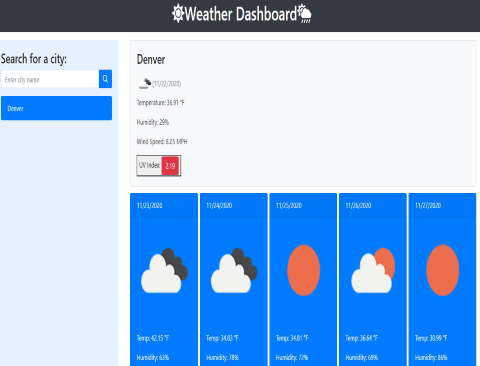 Weather Dashboard
Search for a city:
Enter city name
Denver
Denver
(11/22/2020)
Temperature: 36.91 °F
Humidity: 29%
Wind Speed: 8.05 MPH
UV Index: 2.19
11/23/2020
11/24/2020
11/25/2020
11/26/2020
11/27/2020
Temp: 42.15 °F
Temp: 34.83 °F
Temp: 34.81 °F
Temp: 36.64 °F
Temp: 30.99 °F
Humidity: 63%
Humidity: 78%
Humidity: 72%
Humidity: 69%
Humidity: 86%